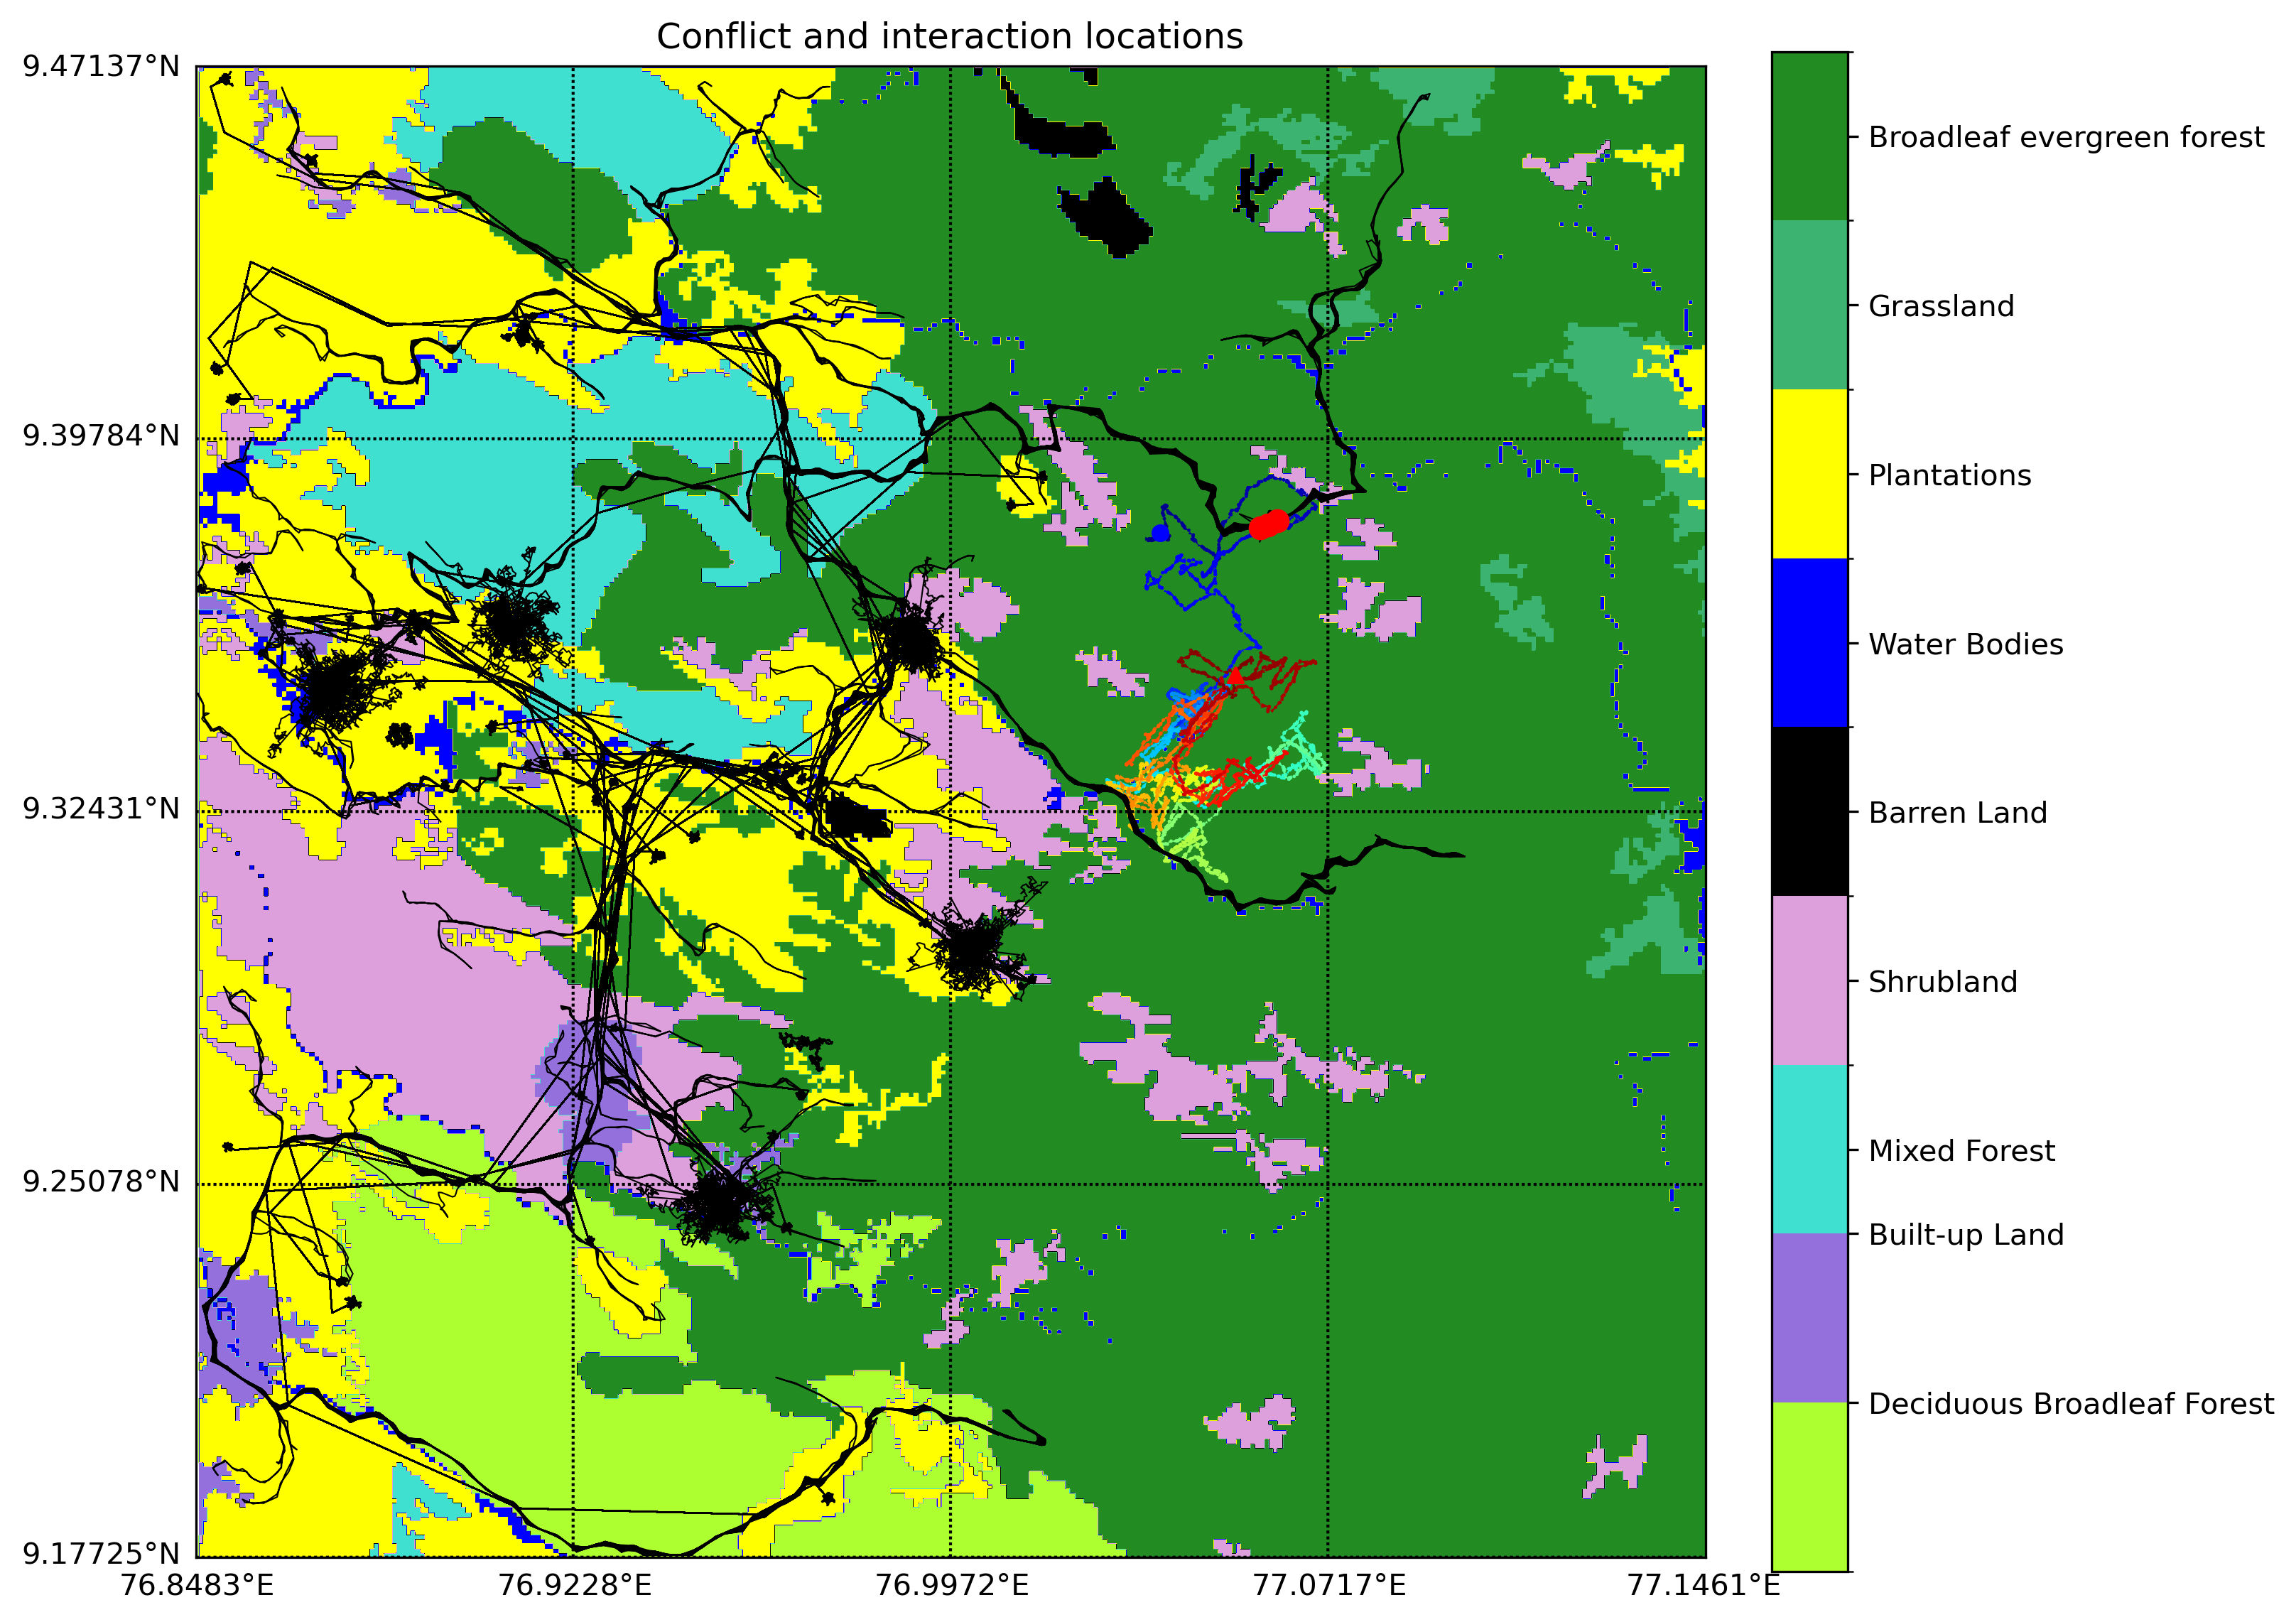 Conflict and interaction locations
9.47137°N
9.39784°N
9.32431°N
9.25078°N
9.17725°N
76.8483°E
76.9228°E
76.9972°E
77.0717°E
77.1461°E
Broadleaf evergreen forest
Grassland
Plantations
Water Bodies
Barren Land
Shrubland
Mixed Forest
Built-up Land
Deciduous Broadleaf Forest